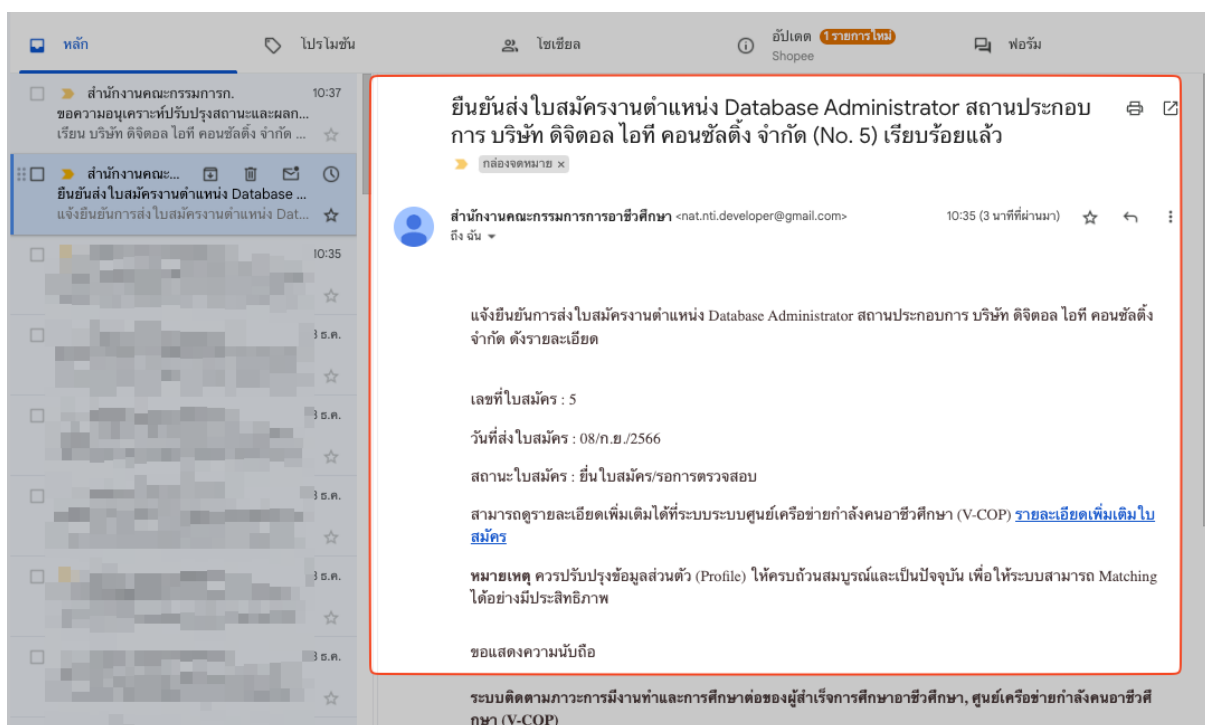 หลัก
โปรโมชัน
โซเชียล
อัปเดต 1 รายการใหม่
Shopee
ฟอรัม
สำนักงานคณะกรรมการก. 10:37
ขอความอนุเคราะห์ปรับปรุงสถานะและผลก...
เรียน บริษัท ดิจิตอล ไอที คอนซัลติ้ง จำกัด ...
สำนักงานคณะ...
ยืนยันส่งใบสมัครงานตำแหน่ง Database ...
แจ้งยืนยันการส่งใบสมัครงานตำแหน่ง Dat...
10:35
ธ.ค.
ธ.ค.
ธ.ค.
ธ.ค.
ธ.ค.
ยืนยันส่งใบสมัครงานตำแหน่ง Database Administrator สถานประกอบ
การ บริษัท ดิจิตอล ไอที คอนซัลติ้ง จำกัด (No. 5) เรียบร้อยแล้ว
กล่องจดหมาย ×
สำนักงานคณะกรรมการการอาชีวศึกษา <nat.nti.developer@gmail.com> 10:35 (3 นาทีที่ผ่านมา)
ถึง ฉัน
แจ้งยืนยันการส่งใบสมัครงานตำแหน่ง Database Administrator สถานประกอบการ บริษัท ดิจิตอล ไอที คอนซัลติ้ง
จำกัด ดังรายละเอียด
เลขที่ใบสมัคร : 5
วันที่ส่งใบสมัคร : 08/ก.ย./2566
สถานะใบสมัคร : ยื่นใบสมัคร/รอการตรวจสอบ
สามารถดูรายละเอียดเพิ่มเติมได้ที่ระบบระบบศูนย์เครือข่ายกำลังคนอาชีวศึกษา (V-COP) รายละเอียดเพิ่มเติมใบ
สมัคร
หมายเหตุ ควรปรับปรุงข้อมูลส่วนตัว (Profile) ให้ครบถ้วนสมบูรณ์และเป็นปัจจุบัน เพื่อให้ระบบสามารถ Matching
ได้อย่างมีประสิทธิภาพ
ขอแสดงความนับถือ
ระบบติดตามภาวะการมีงานทำและการศึกษาต่อของผู้สำเร็จการศึกษาอาชีวศึกษา, ศูนย์เครือข่ายกำลังคนอาชีวศึ
กษา (V-COP)